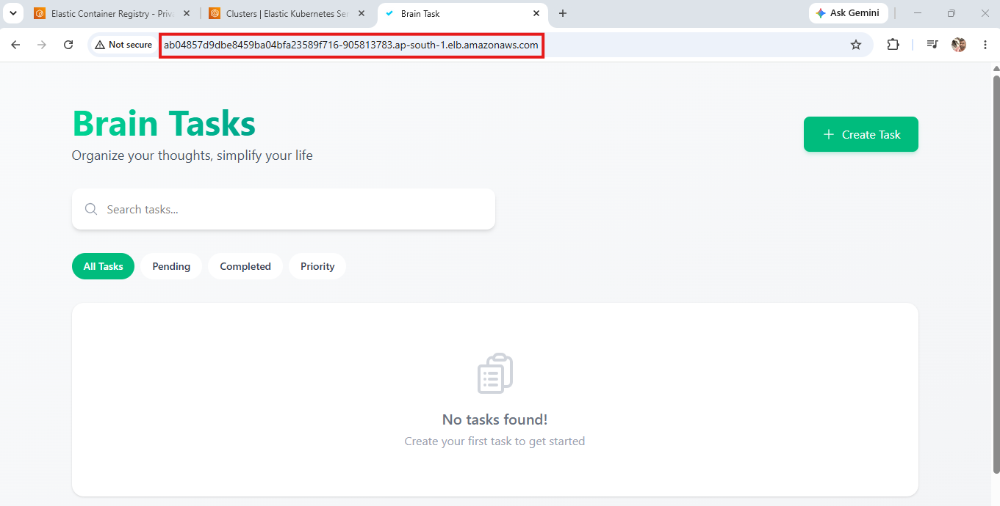 Elastic Container Registry - Priva
Clusters | Elastic Kubernetes Ser
Brain Task
Ask Gemini
Not secure
ab04857d9dbe8459ba04bfa23589f716-905813783.ap-south-1.elb.amazonaws.com
Brain Tasks
Organize your thoughts, simplify your life
Create Task
Search tasks...
All Tasks
Pending
Completed
Priority
No tasks found!
Create your first task to get started